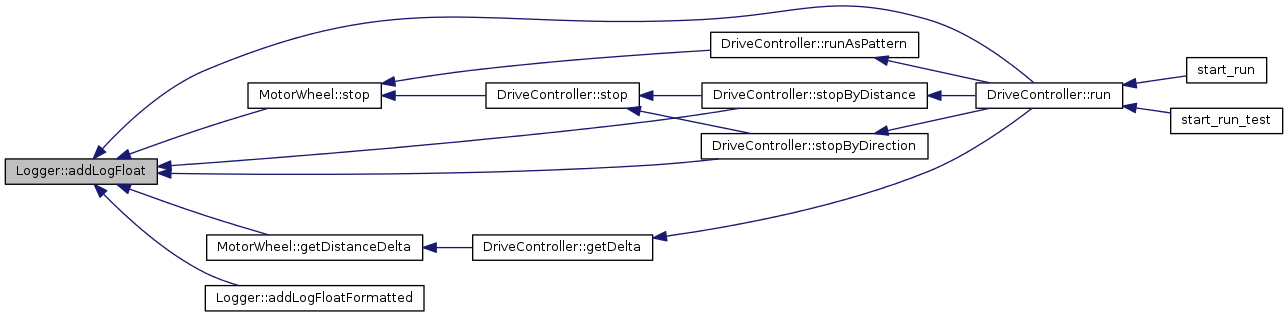 DriveController::runAsPattern
start_run
MotorWheel::stop
DriveController::stop
DriveController::stopByDistance
DriveController::run
start_run_test
DriveController::stopByDirection
Logger::addLogFloat
MotorWheel::getDistanceDelta
DriveController::getDelta
Logger::addLogFloatFormatted